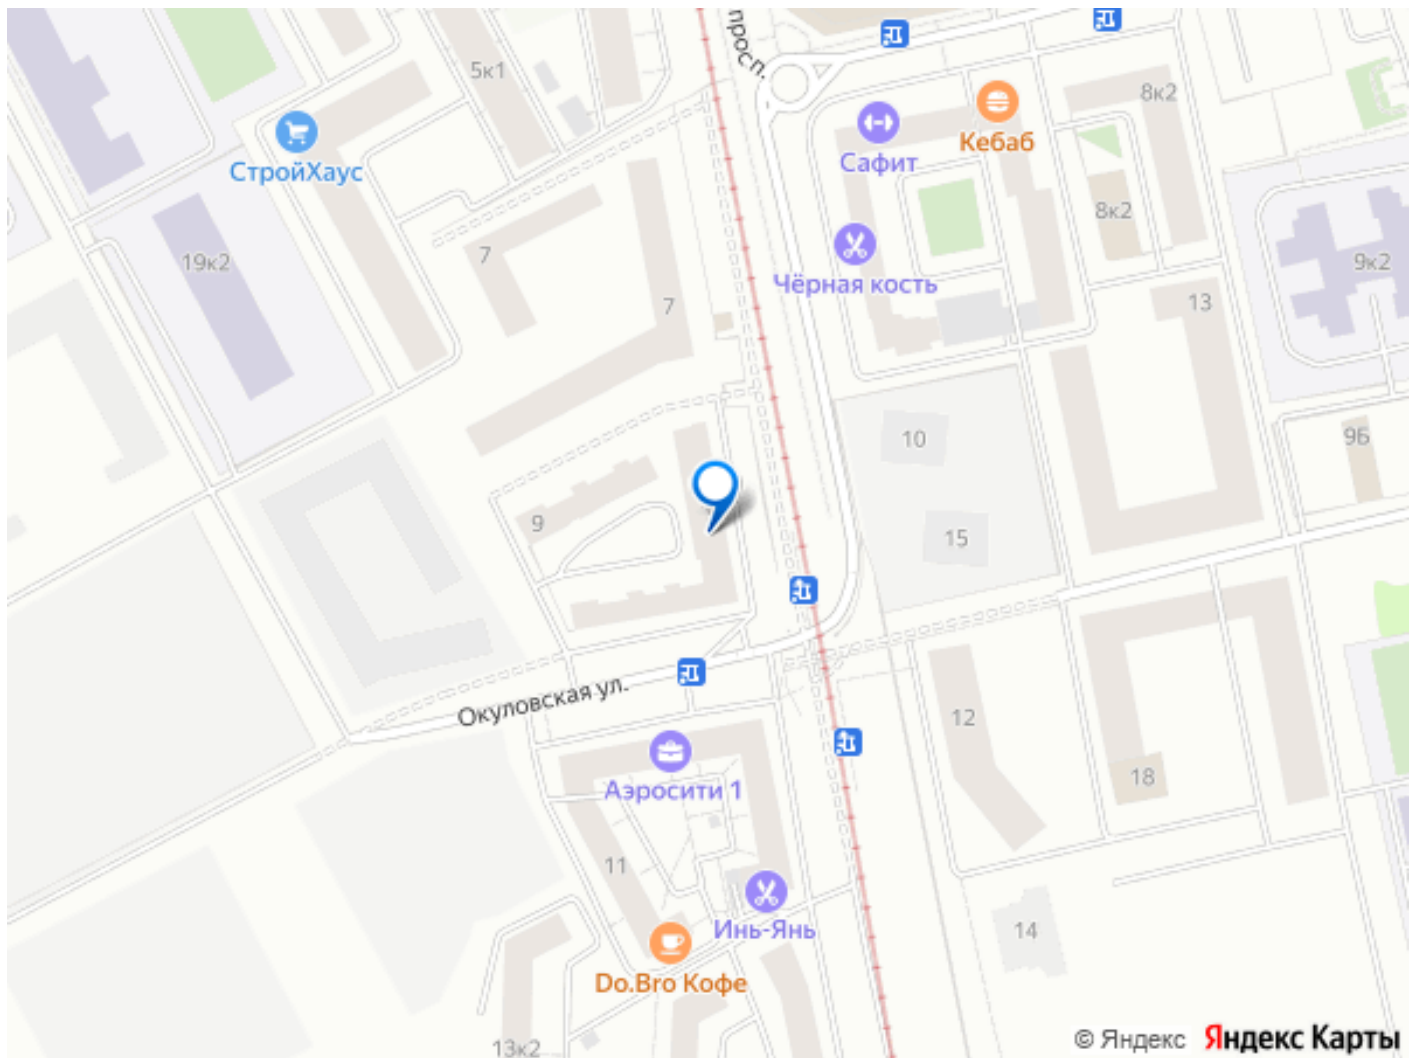 просп.
5к1
8к2
Кебаб
Сафит
СтройХаус
8к2
19к2
7
9к2
Чёрная кость
7
13
10
9Б
9
15
Окуловская ул.
12
Аэросити 1
18
11
Инь-Янь
14
Do.Bro Кофе
13к2
© Яндекс Яндекс Карты